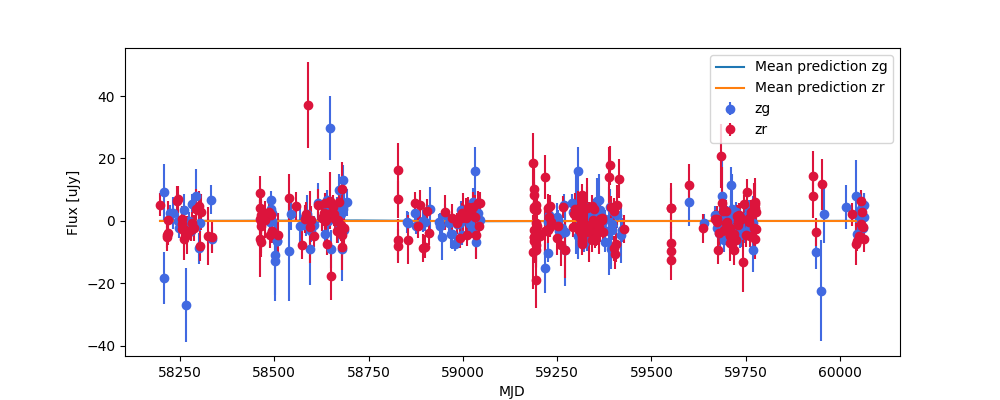 Mean prediction zg
Mean prediction zr
zg
zr
40
20
0
−20
−40
Flux [uJy]
58250
58500
58750
59000
59250
59500
59750
60000
MJD